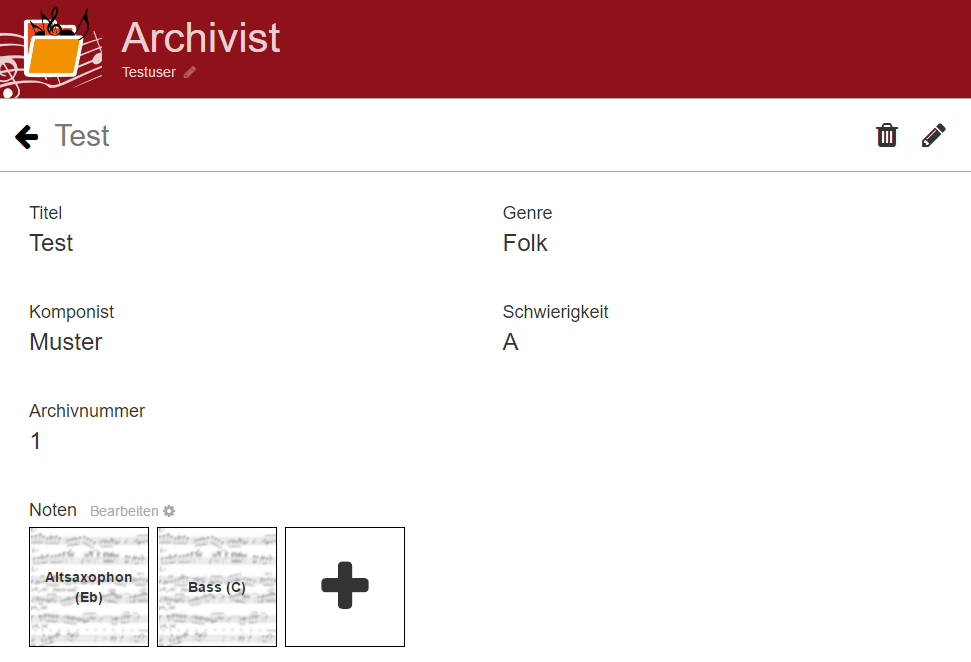 Archivist
Testuser
Test
Titel
Test
Genre
Folk
Komponist
Muster
Schwierigkeit
A
Archivnummer
1
Noten Bearbeiten
Altsaxophon
(Eb)
Bass (C)